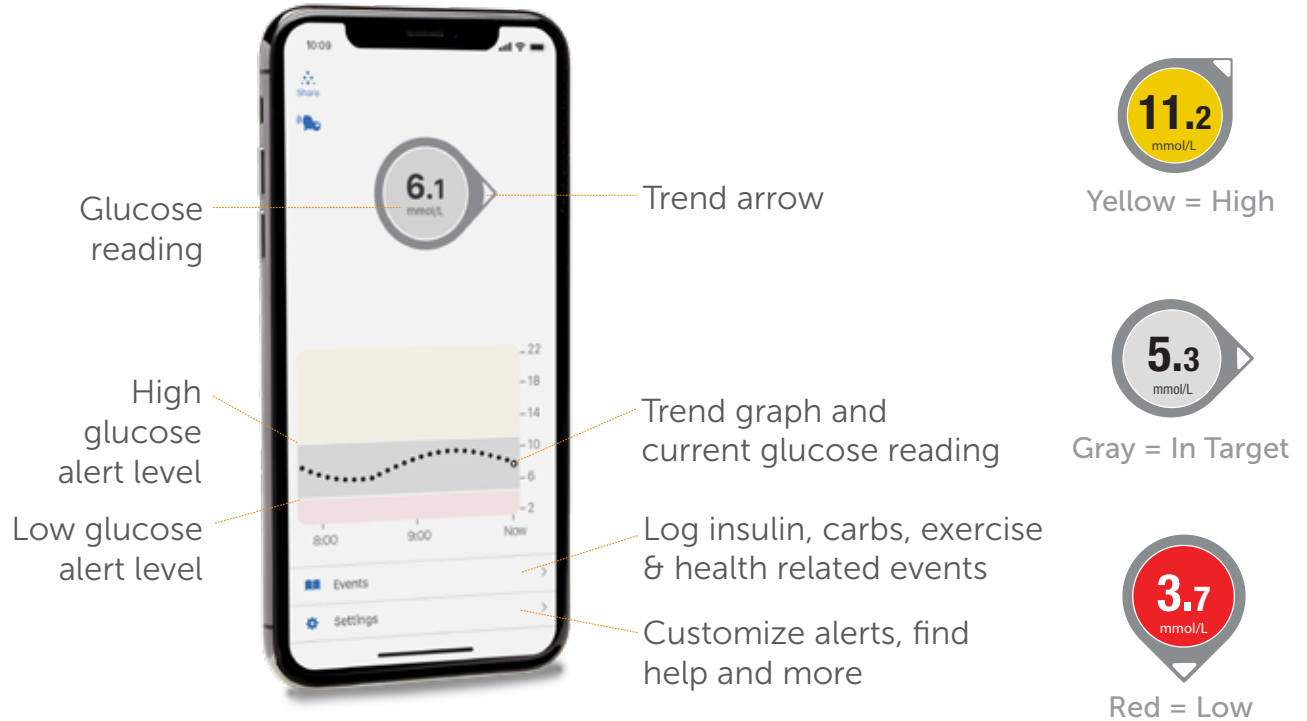 10:09
Share
6.1
mmol/L
Glucose
reading
Trend arrow
High
glucose
alert level
Low glucose
alert level
22
18
14
10
6
2
8:00
9:00
Now
Trend graph and
current glucose reading
Events
Settings
Log insulin, carbs, exercise
& health related events
Customize alerts, find
help and more
11.2
mmol/L
Yellow = High
5.3
mmol/L
Gray = In Target
3.7
mmol/L
Red = Low